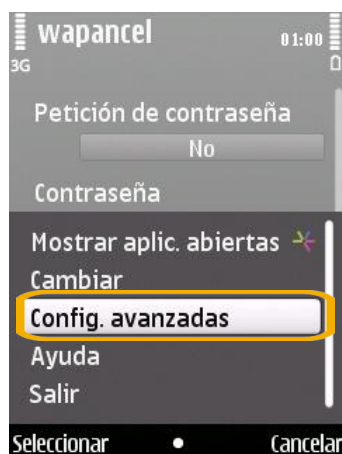 wapancel
01:00
3G
Petición de contraseña
No
Contraseña
Mostrar aplic. abiertas
Cambiar
Config. avanzadas
Ayuda
Salir
Seleccionar Cancelar